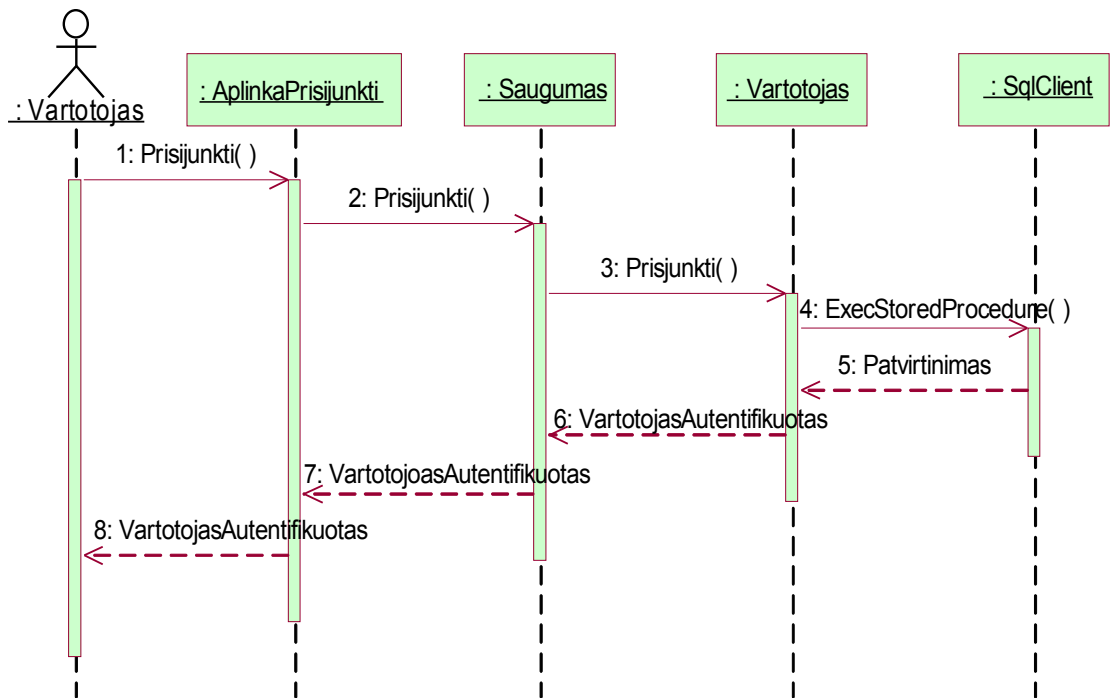 : Vartotojas
: AplinkaPrisijunkti
: Saugumas
: Vartotojas
: SqlClient
1: Prisijunkti( )
2: Prisijunkti( )
3: Prisjunkti( )
4: ExecStoredProcedure( )
5: Patvirtinimas
6: VartotojasAutentifikuotas
7: VartotojoasAutentifikuotas
8: VartotojasAutentifikuotas